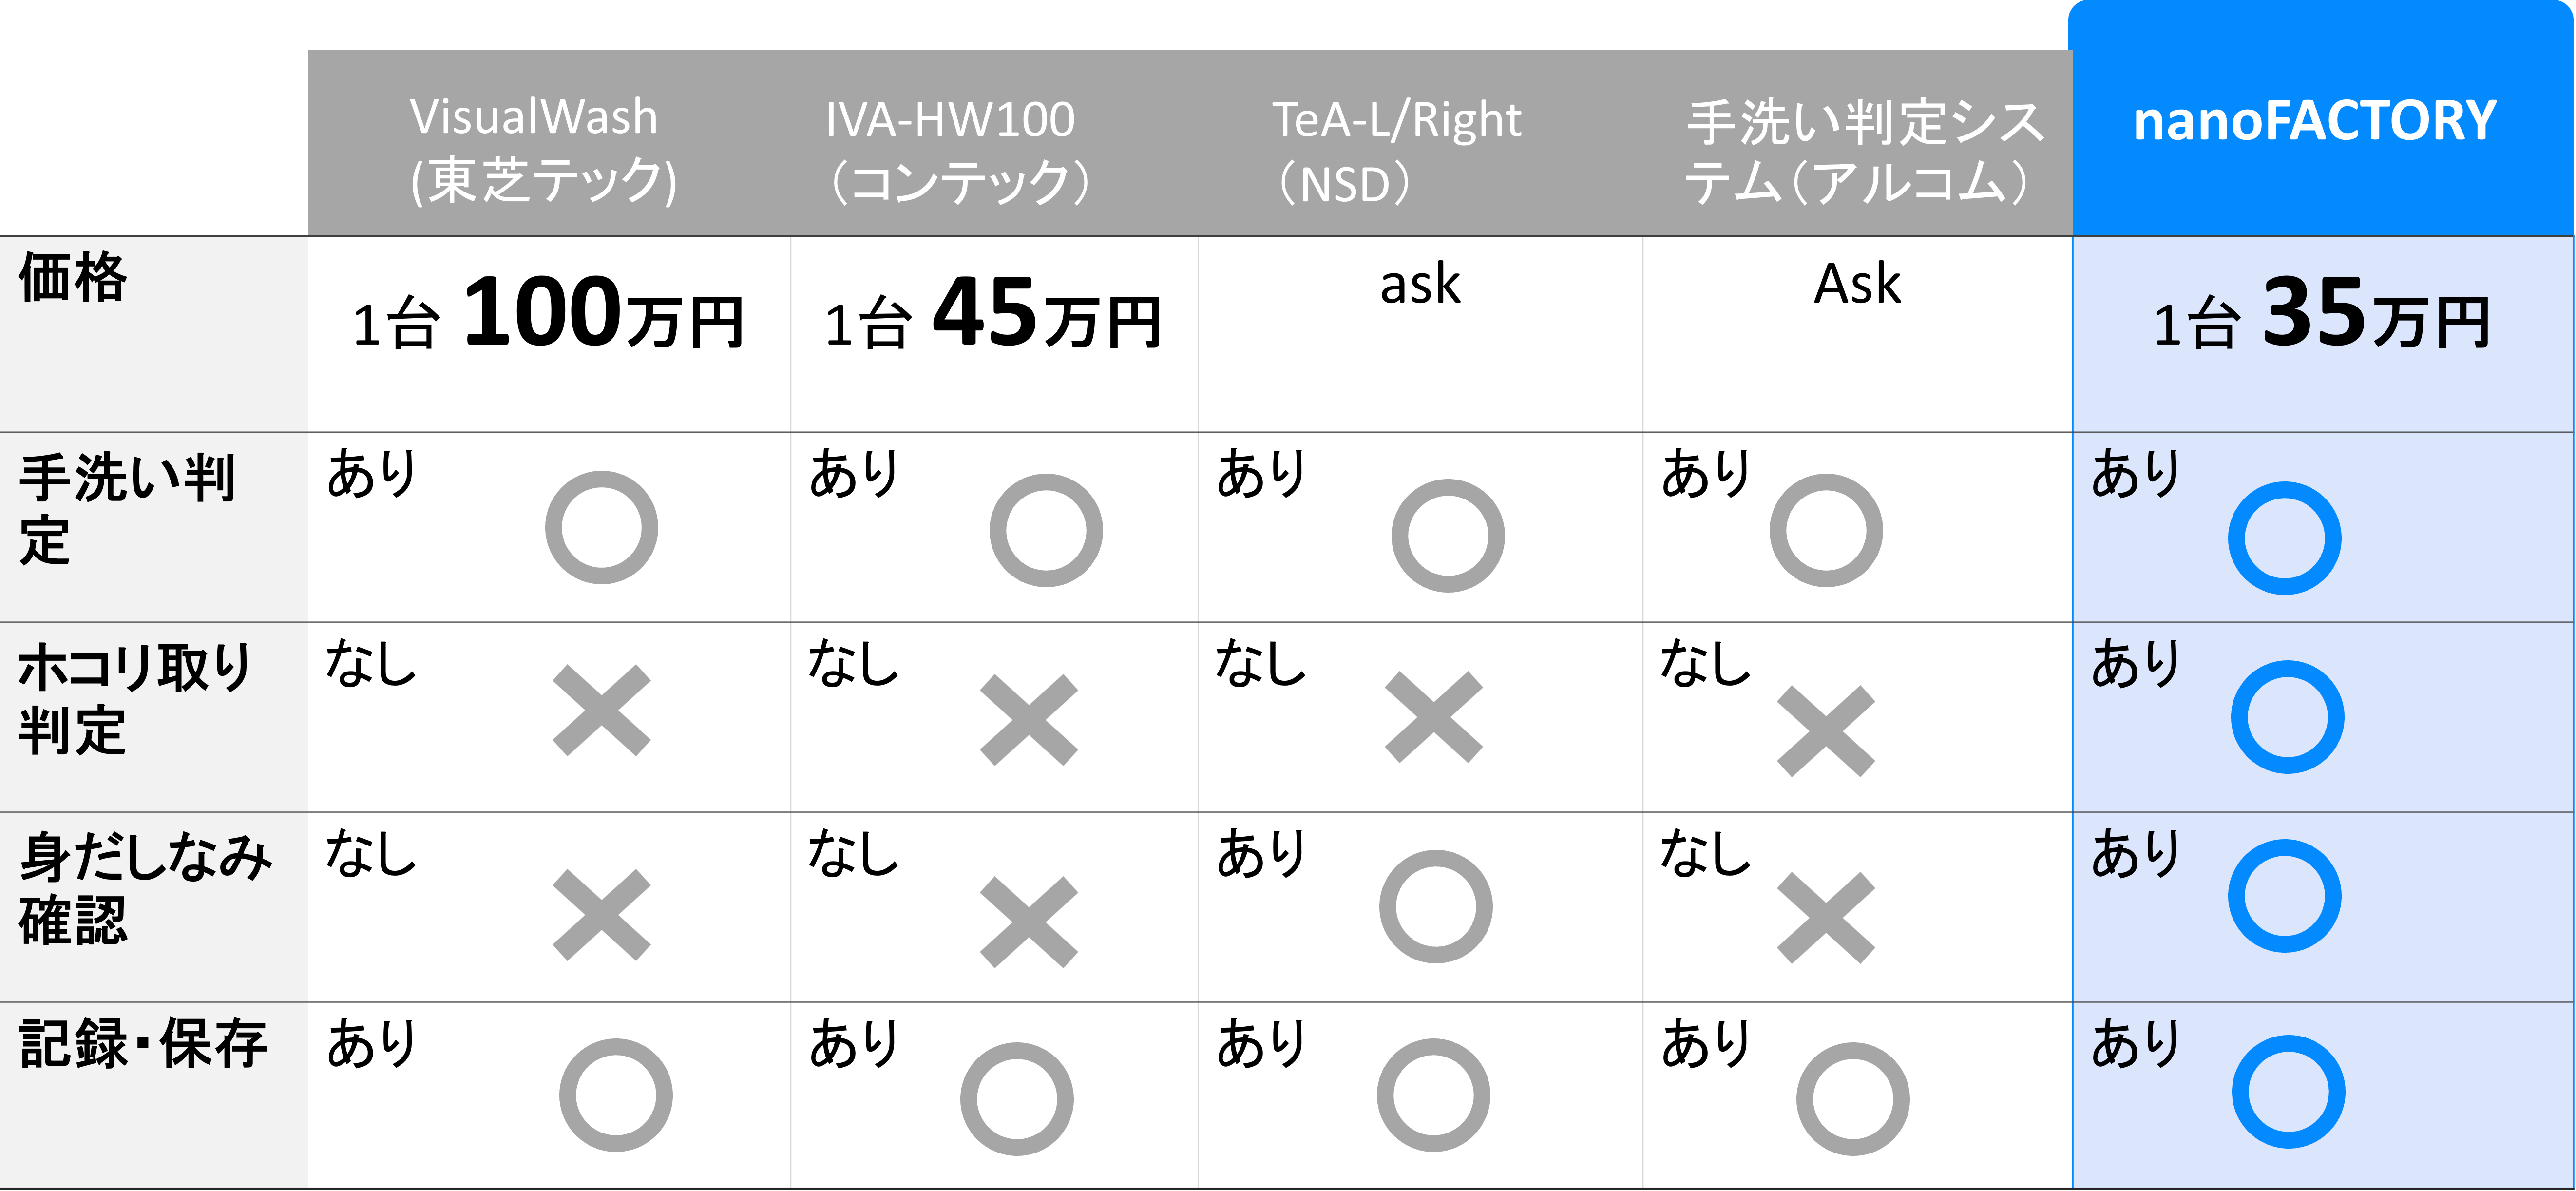 VisualWash
(東芝テック)
IVA-HW100
（コンテック）
TeA-L/Right
（NSD）
手洗い判定シス
テム（アルコム）
nanoFACTORY
価格
1台 100万円
1台 45万円
ask
Ask
1台 35万円
手洗い判
定
あり
あり
あり
あり
あり
ホコリ取り
判定
なし
なし
なし
なし
あり
身だしなみ
確認
なし
なし
あり
なし
あり
記録・保存
あり
あり
あり
あり
あり